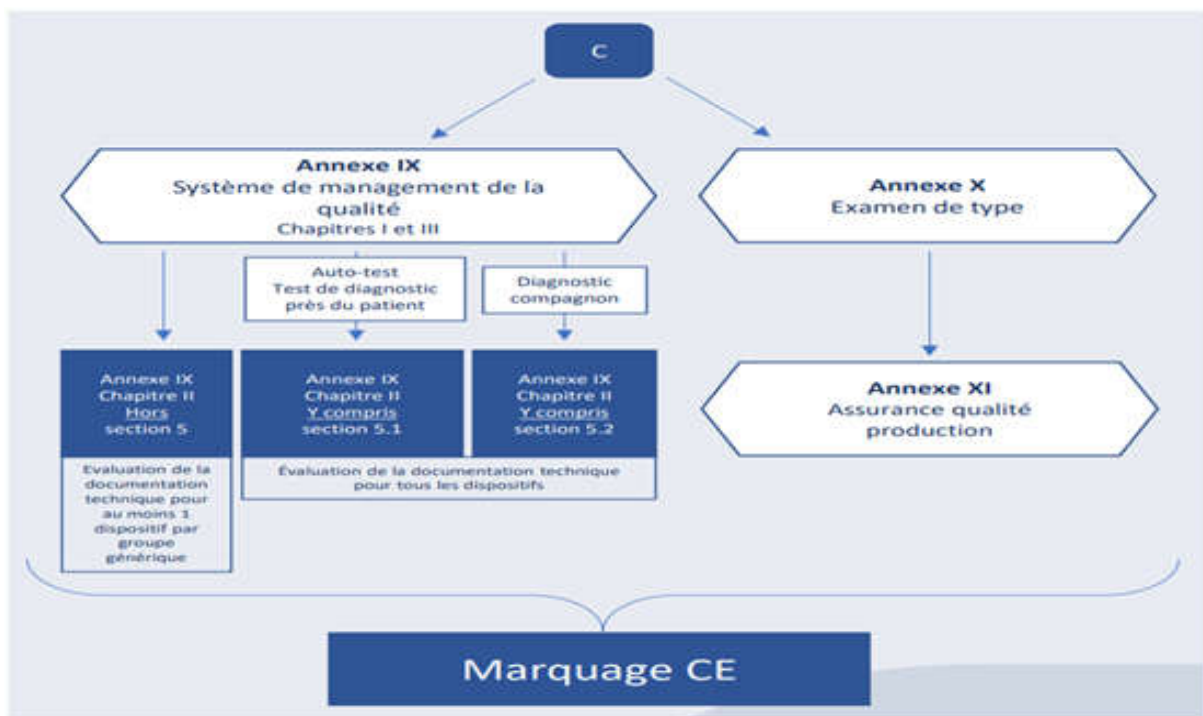 C
Annexe IX
Système de management de la
qualité
Chapitres I et III
Annexe X
Examen de type
Auto-test
Test de diagnostic
près du patient
Diagnostic
compagnon
Annexe IX
Chapitre II
Hors
section 5
Annexe IX
Chapitre II
Y compris
section 5.1
Annexe IX
Chapitre II
Y compris
section 5.2
Annexe XI
Assurance qualité
production
Evaluation de la
documentation
technique pour
au moins 1
dispositif par
groupe
générique
Évaluation de la documentation technique
pour tous les dispositifs
Marquage CE